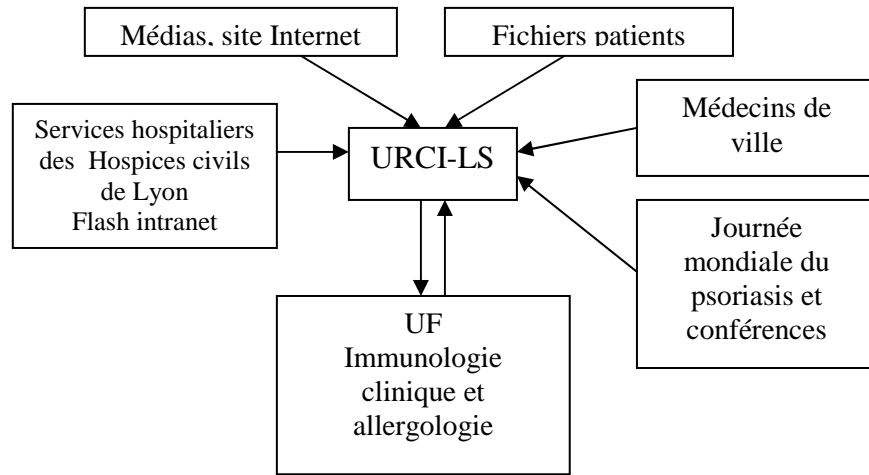 Médias, site Internet
Fichiers patients
Services hospitaliers
des Hospices civils
de Lyon
Flash intranet
URCI-LS
Médecins de
ville
Journée
mondiale du
psoriasis et
conférences
UF
Immunologie
clinique et
allergologie